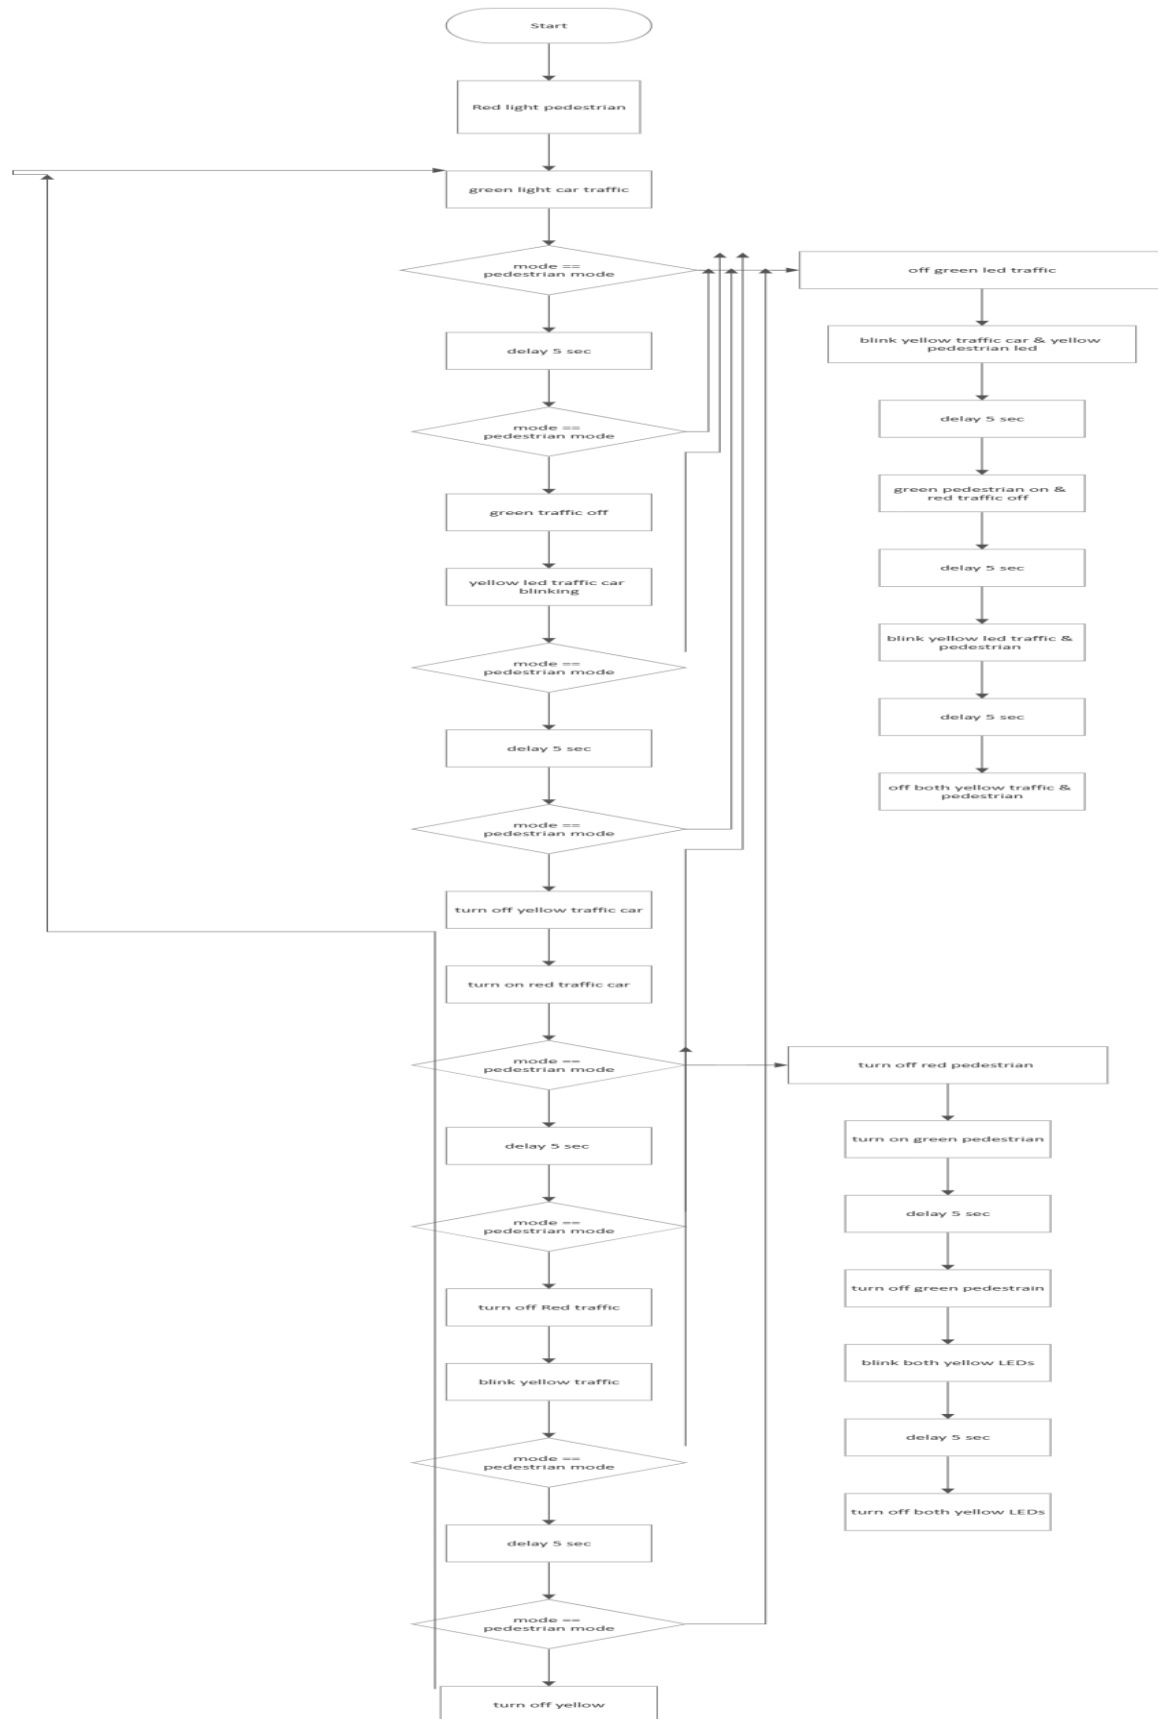 Start
Red light pedestrian
green light car traffic
mode ==
pedestrian mode
delay 5 sec
mode ==
pedestrian mode
green traffic off
yellow led traffic car
blinking
mode ==
pedestrian mode
delay 5 sec
mode ==
pedestrian mode
turn off yellow traffic car
turn on red traffic car
mode ==
pedestrian mode
delay 5 sec
mode ==
pedestrian mode
turn off Red traffic
blink yellow traffic
mode ==
pedestrian mode
delay 5 sec
mode ==
pedestrian mode
turn off yellow
off green led traffic
blink yellow traffic car & yellow
pedestrian led
delay 5 sec
green pedestrian on &
red traffic off
delay 5 sec
blink yellow led traffic &
pedestrian
delay 5 sec
off both yellow traffic &
pedestrian
turn off red pedestrian
turn on green pedestrian
delay 5 sec
turn off green pedestrain
blink both yellow LEDs
delay 5 sec
turn off both yellow LEDs